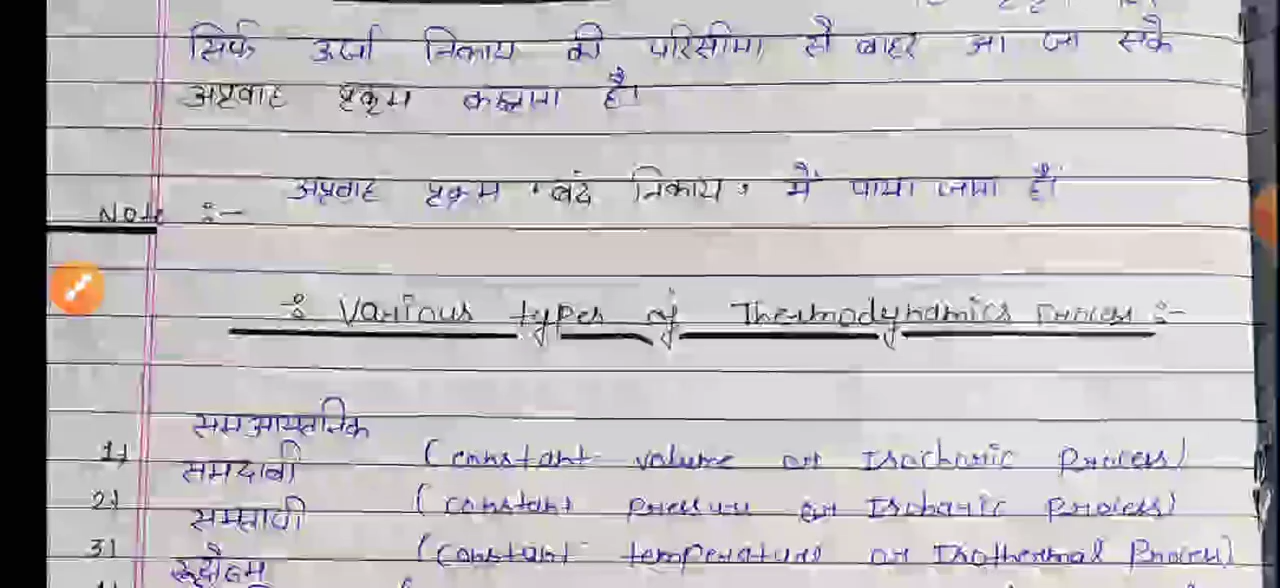 सिर्फ ऊर्जा निकाय की परिसीमा से बाहर आ जा सके
अप्रवाह प्रक्रम कहलाता है।
अप्रवाह प्रक्रम "बंद निकाय" में पाया जाता है।
Note :-
:- Various types of Thermodynamics Process :-
समआयतनिक
1) (constant volume or Isochoric Process)
समदाबी
2) (constant Pressure or Isobaric Process)
समतापी
3) (constant temperature or Isothermal Process)
रूद्धोष्म